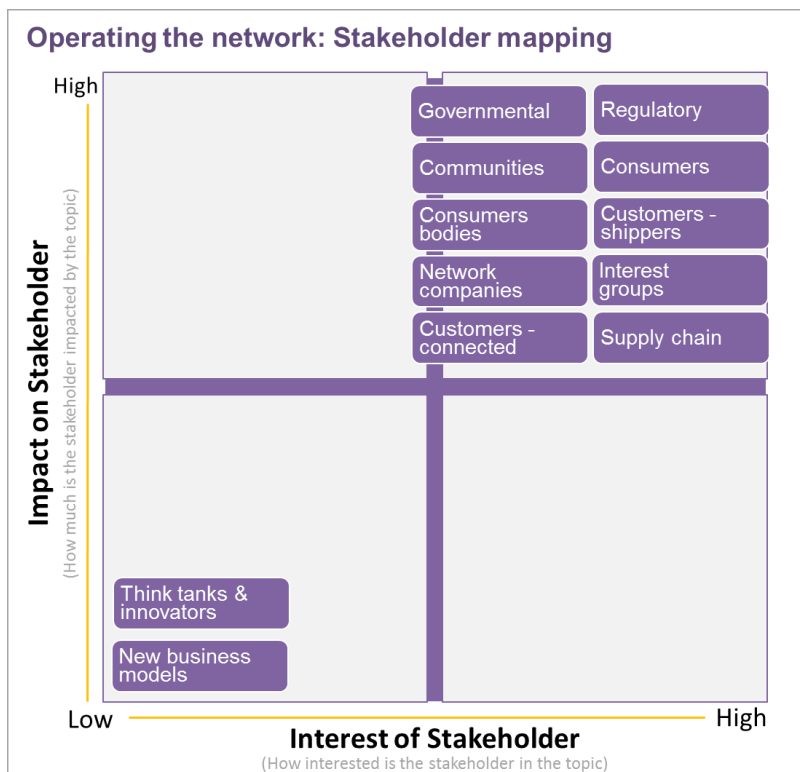 Operating the network: Stakeholder mapping
High
Governmental
Regulatory
Communities
Consumers
Consumers
bodies
Customers -
shippers
Network
companies
Interest
groups
Customers -
connected
Supply chain
Impact on Stakeholder
(How much is the stakeholder impacted by the topic)
Think tanks &
innovators
New business
models
Low
High
Interest of Stakeholder
(How interested is the stakeholder in the topic)